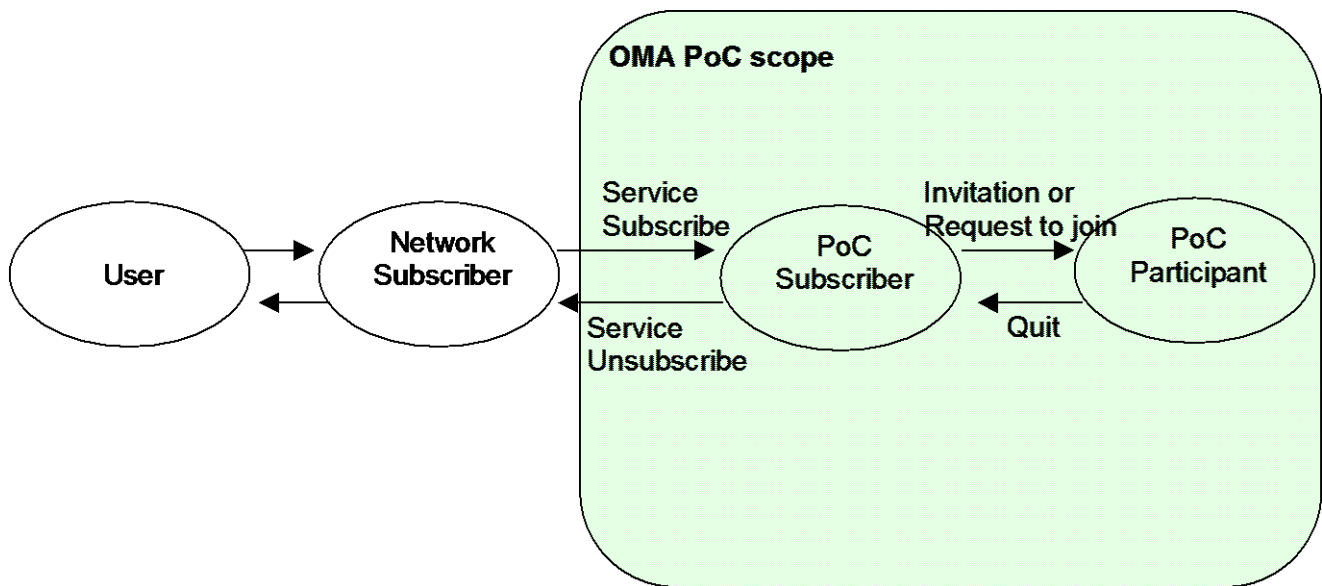 OMA PoC scope
Service
Subscribe
Invitation or
Request to join
User
Network
Subscriber
PoC
Subscriber
PoC
Participant
Service
Unsubscribe
Quit